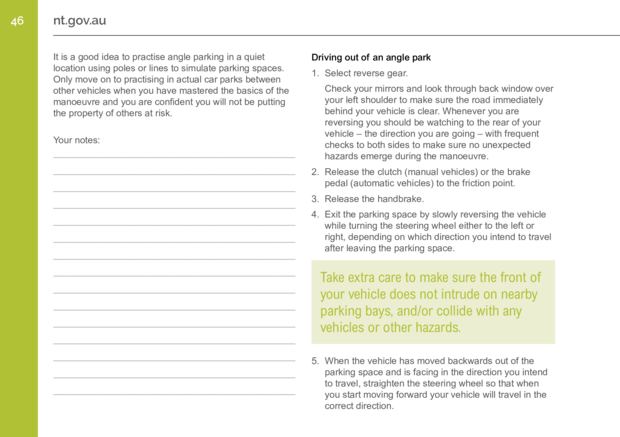 46
nt.gov.au
It is a good idea to practise angle parking in a quiet
location using poles or lines to simulate parking spaces.
Only move on to practising in actual car parks between
other vehicles when you have mastered the basics of the
manoeuvre and you are confident you will not be putting
the property of others at risk.
Your notes:
Driving out of an angle park
1. Select reverse gear.
Check your mirrors and look through back window over
your left shoulder to make sure the road immediately
behind your vehicle is clear. Whenever you are
reversing you should be watching to the rear of your
vehicle – the direction you are going – with frequent
checks to both sides to make sure no unexpected
hazards emerge during the manoeuvre.
2. Release the clutch (manual vehicles) or the brake
pedal (automatic vehicles) to the friction point.
3. Release the handbrake.
4. Exit the parking space by slowly reversing the vehicle
while turning the steering wheel either to the left or
right, depending on which direction you intend to travel
after leaving the parking space.
Take extra care to make sure the front of
your vehicle does not intrude on nearby
parking bays, and/or collide with any
vehicles or other hazards.
5. When the vehicle has moved backwards out of the
parking space and is facing in the direction you intend
to travel, straighten the steering wheel so that when
you start moving forward your vehicle will travel in the
correct direction.